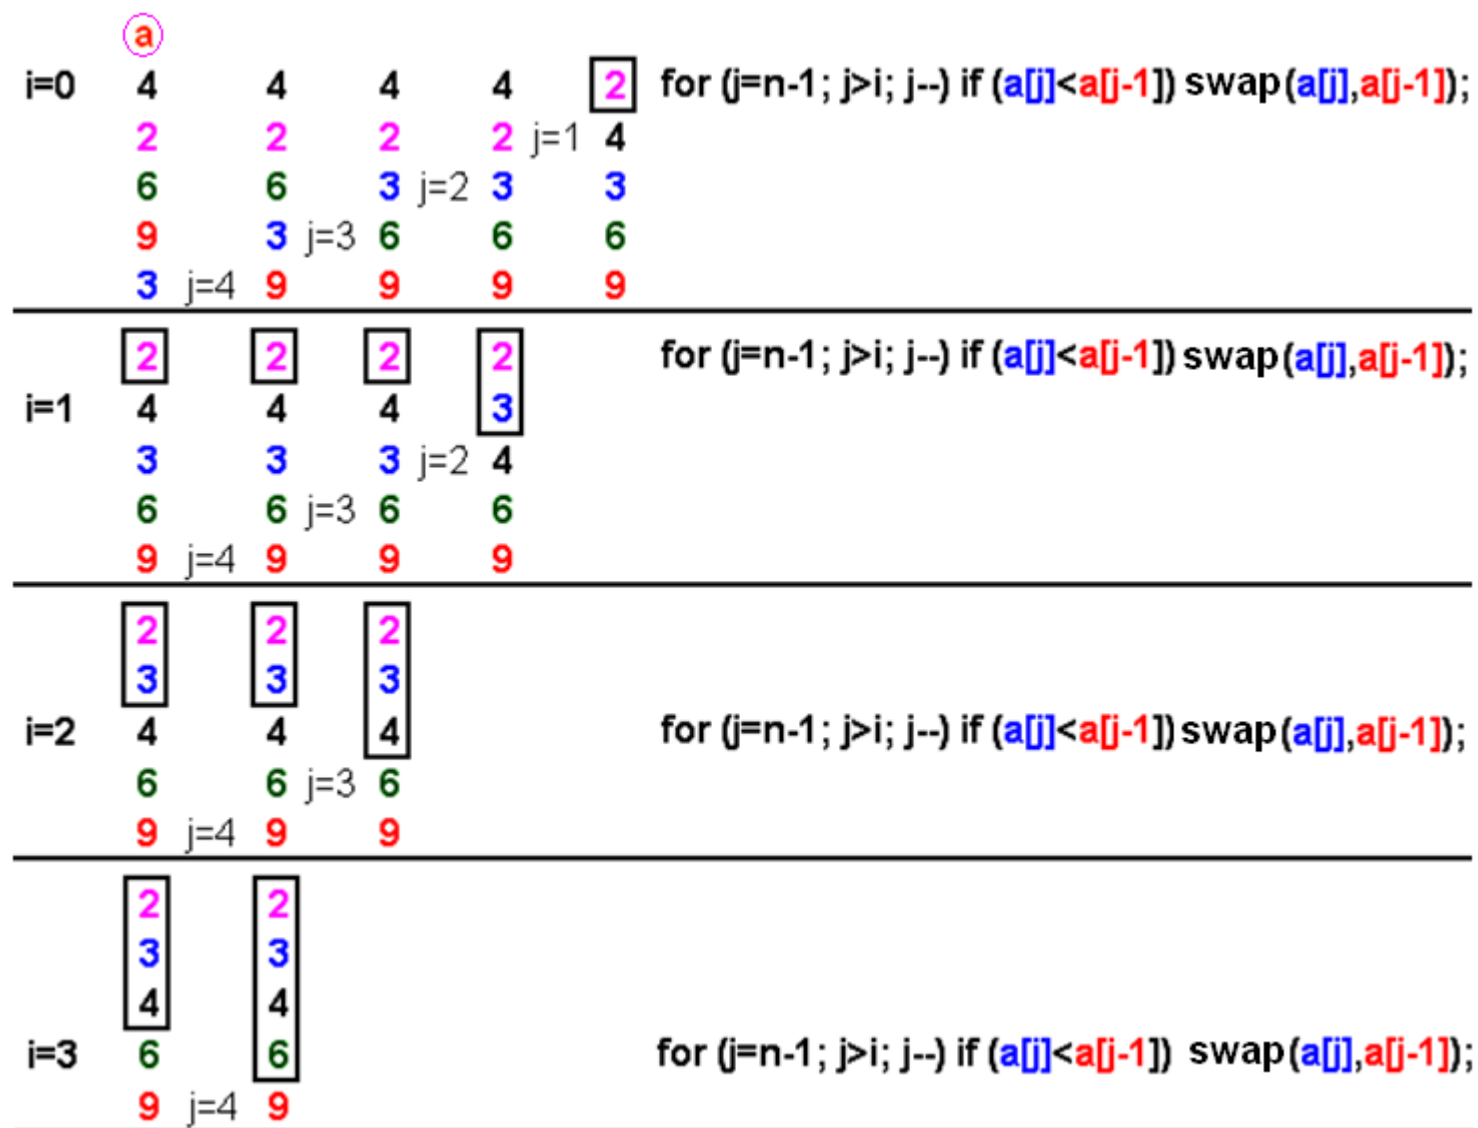 a
i=0 4 4 4 4 2 for (j=n-1; j>i; j--) if (a[j]<a[j-1]) swap(a[j],a[j-1]);
2 2 2 2 j=1 4
6 6 3 j=2 3 3
9 3 j=3 6 6 6
3 j=4 9 9 9 9
2 2 2 2 for (j=n-1; j>i; j--) if (a[j]<a[j-1]) swap(a[j],a[j-1]);
i=1 4 4 4 3
3 3 3 j=2 4
6 6 j=3 6 6
9 j=4 9 9 9
2 2 2
3 3 3
i=2 4 4 4 for (j=n-1; j>i; j--) if (a[j]<a[j-1]) swap(a[j],a[j-1]);
6 6 j=3 6
9 j=4 9 9
2 2
3 3
4 4
i=3 6 6 for (j=n-1; j>i; j--) if (a[j]<a[j-1]) swap(a[j],a[j-1]);
9 j=4 9